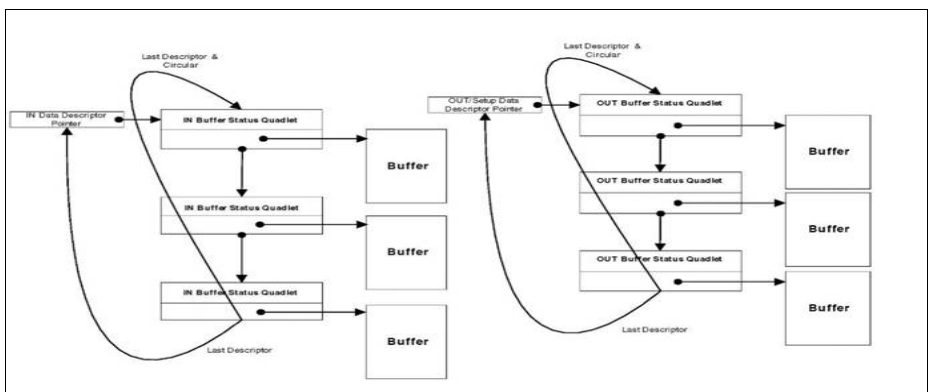 Last Descriptor &
Circular
IN Data Descriptor
Pointer
IN Buffer Status Quadlet
Buffer
IN Buffer Status Quadlet
Buffer
IN Buffer Status Quadlet
Buffer
Last Descriptor
Last Descriptor &
Circular
OUT/Setup Data
Descriptor Pointer
OUT Buffer Status Quadlet
Buffer
OUT Buffer Status Quadlet
Buffer
OUT Buffer Status Quadlet
Buffer
Last Descriptor